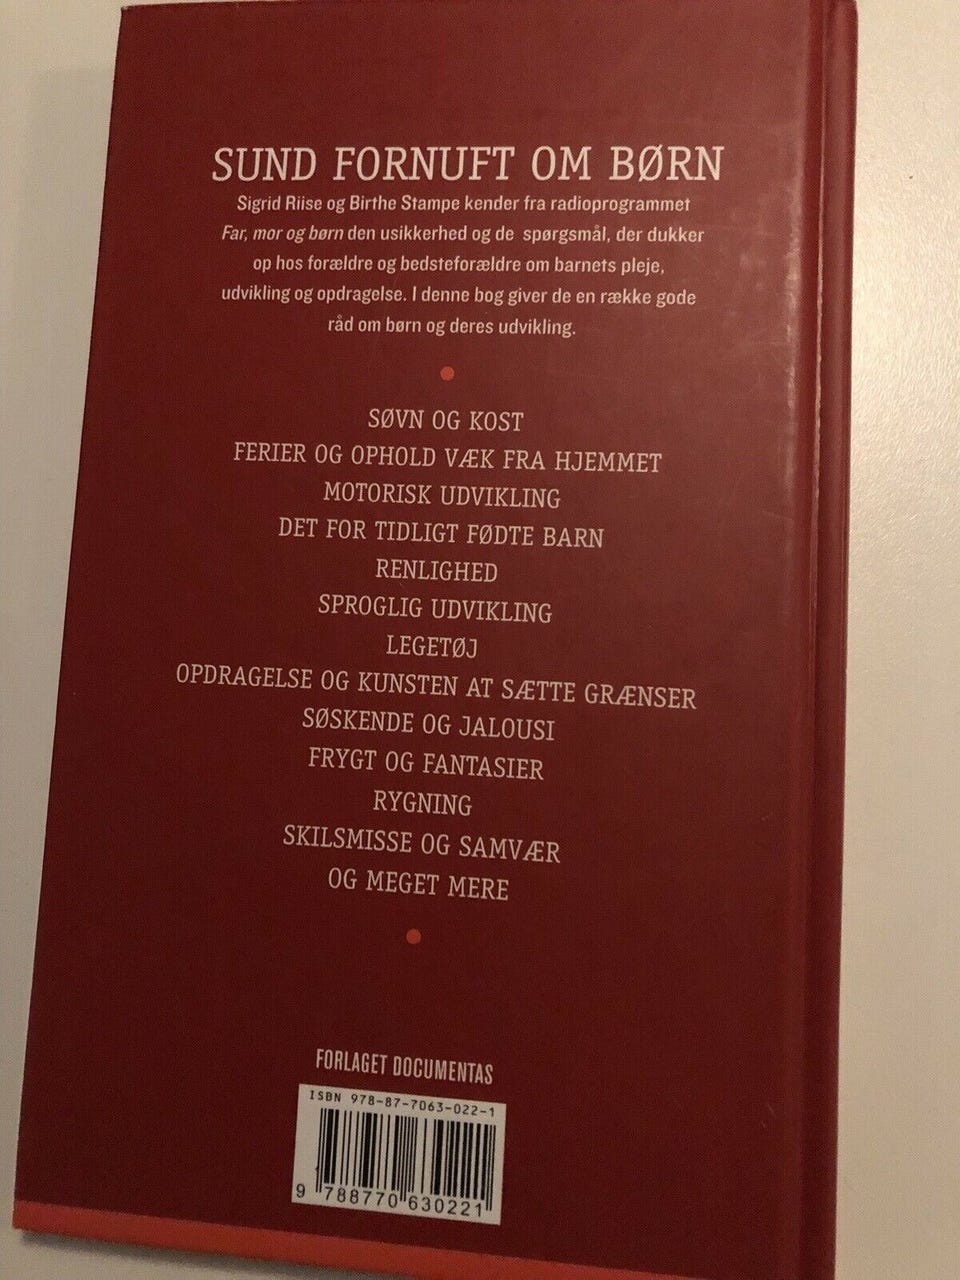 SUND FORNUFT OM BØRN
Sigrid Riise og Birthe Stampe kender fra radioprogrammet
Far, mor og børn den usikkerhed og de spørgsmål, der dukker
op hos forældre og bedsteforældre om barnets pleje,
udvikling og opdragelse. I denne bog giver de en række gode
råd om børn og deres udvikling.
SØVN OG KOST
FERIER OG OPHOLD VÆK FRA HJEMMET
MOTORISK UDVIKLING
DET FOR TIDLIGT FØDTE BARN
RENLIGHED
SPROGLIG UDVIKLING
LEGETØJ
OPDRAGELSE OG KUNSTEN AT SÆTTE GRÆNSER
SØSKENDE OG JALOUSI
FRYGT OG FANTASIER
RYGNING
SKILSMISSE OG SAMVÆR
OG MEGET MERE
FORLAGET DOCUMENTAS
ISBN 978-87-7063-022-1
9 788770 630221